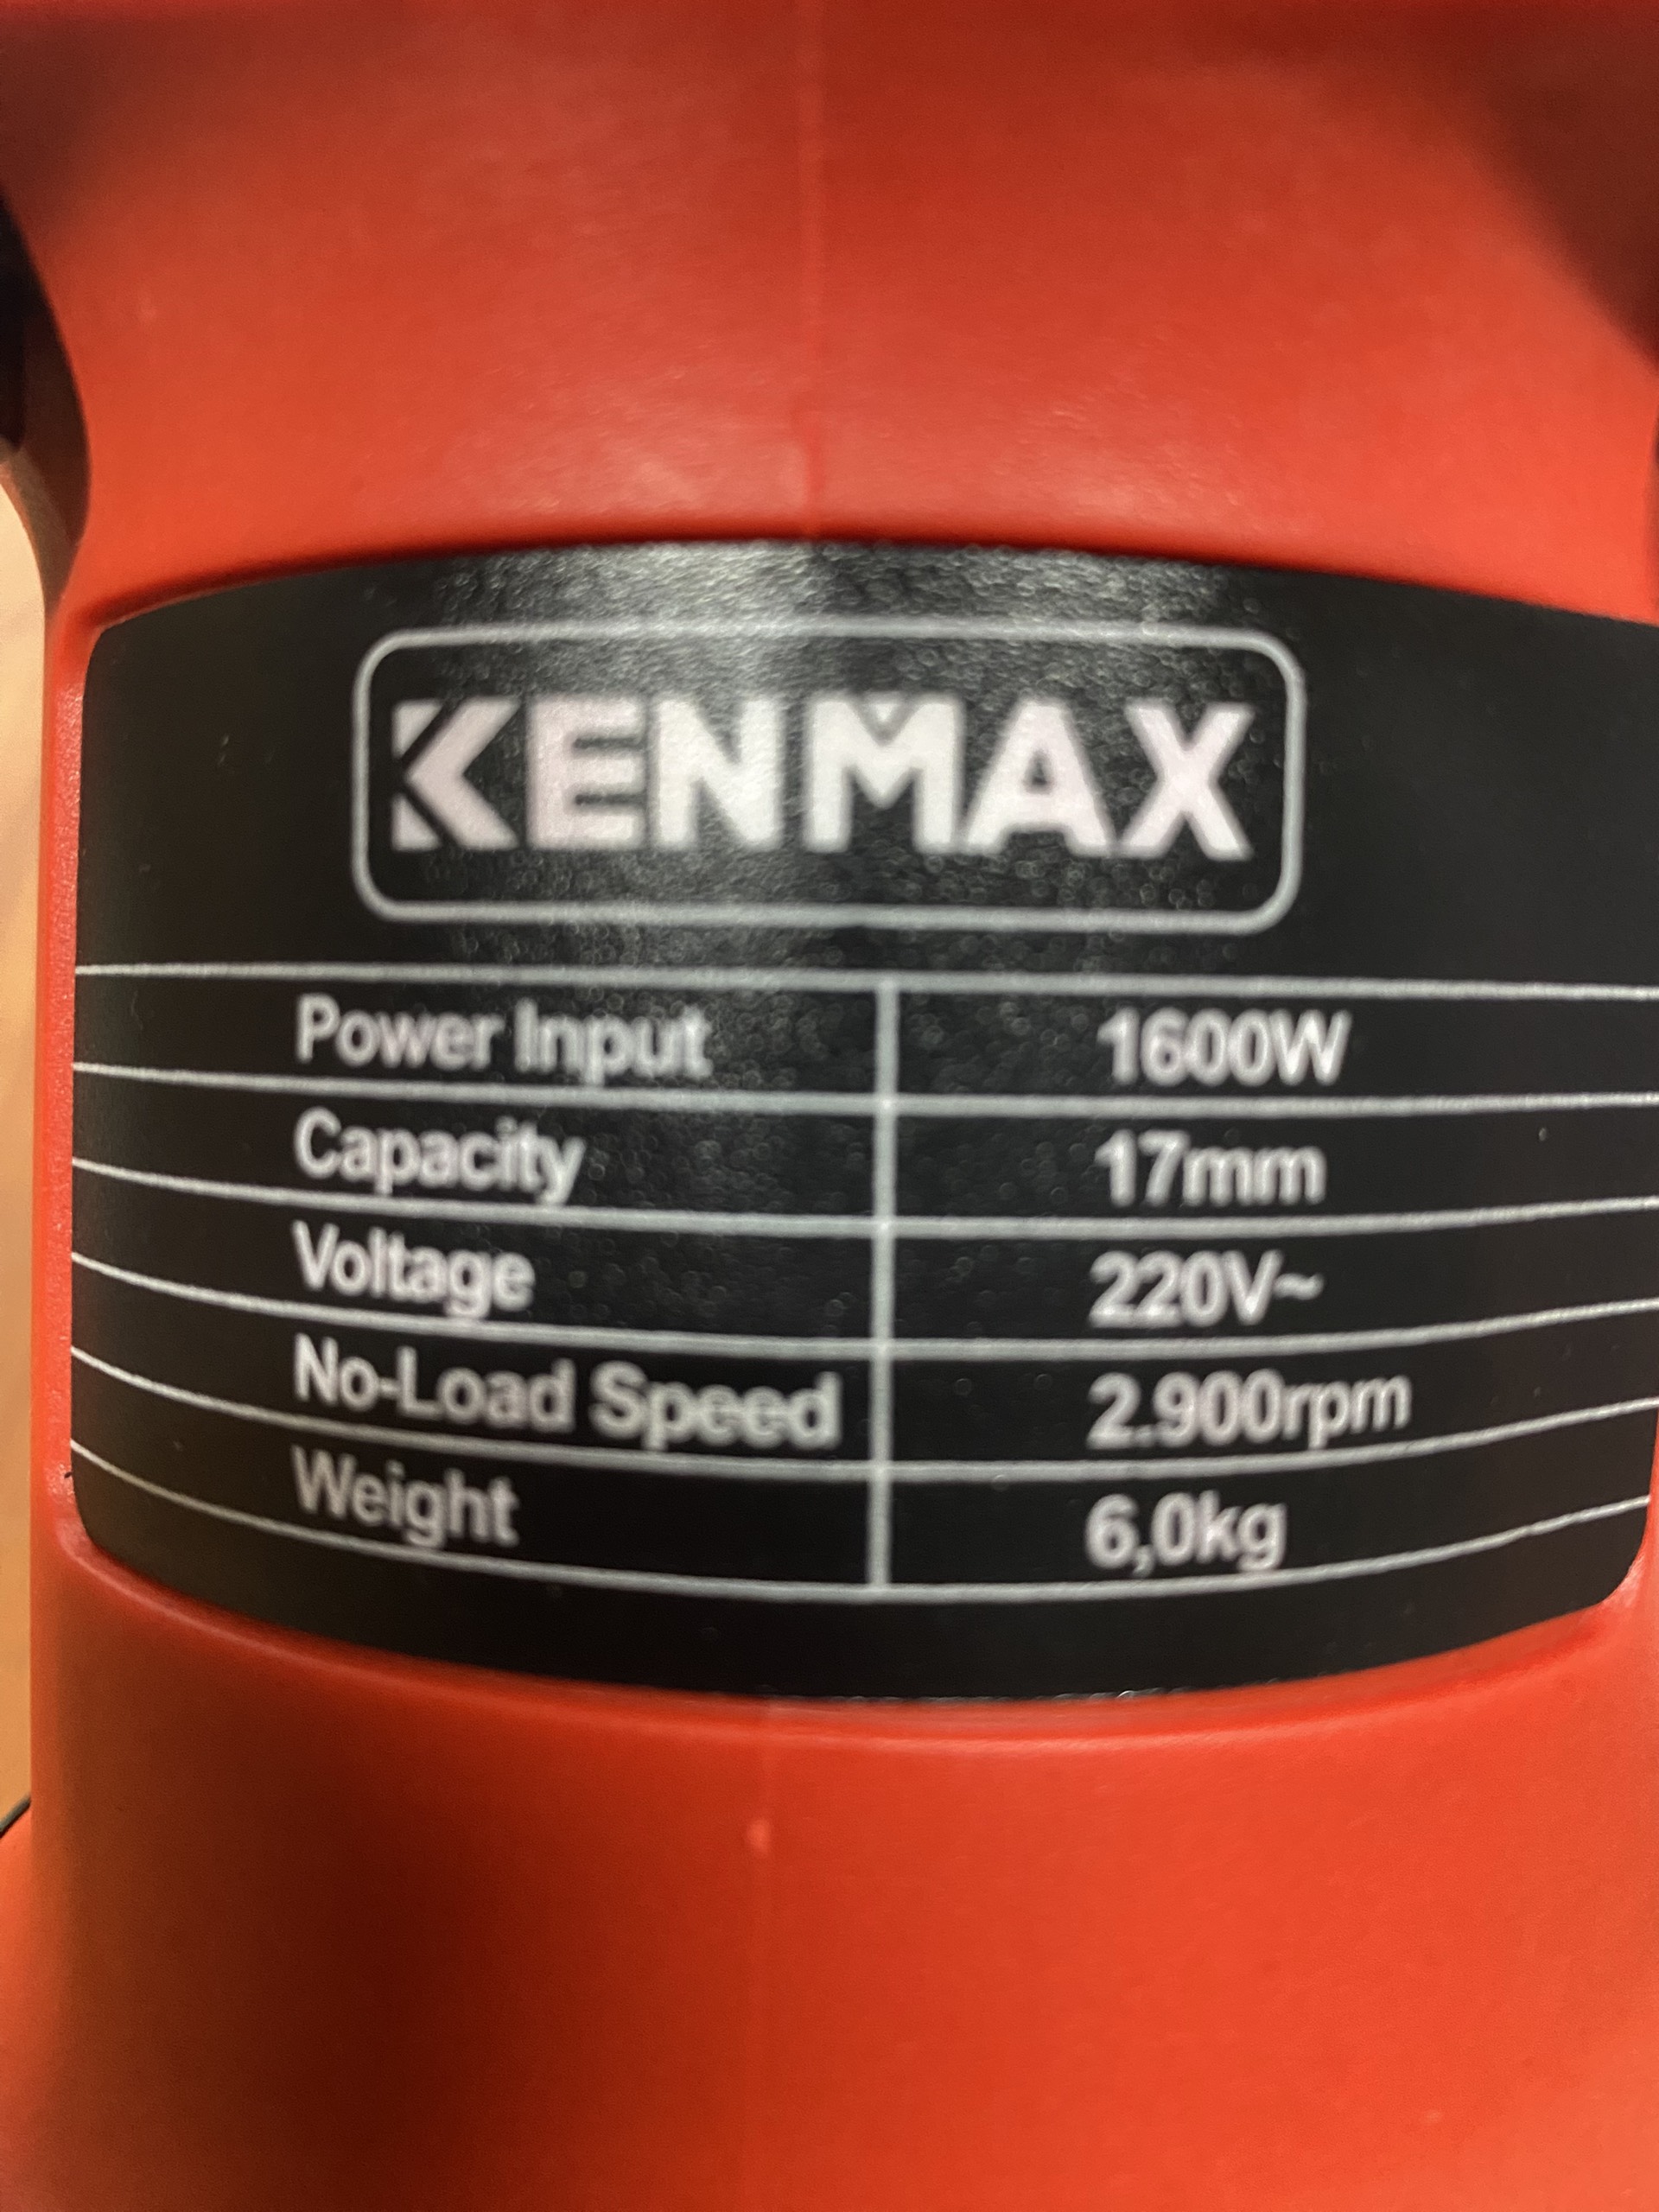 KENMAX
Power Input 1600W
Capacity 17mm
Voltage 220V~
No-Load Speed 2.900rpm
Weight 6,0kg